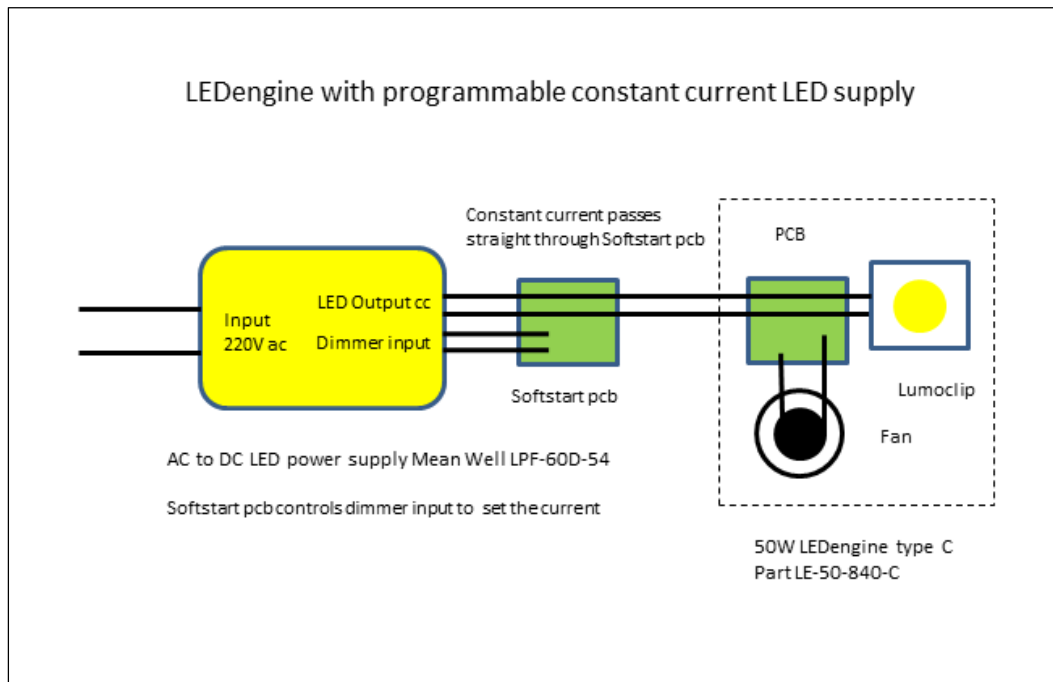 LEDengine with programmable constant current LED supply
Constant current passes
straight through Softstart pcb
PCB
LED Output cc
Input
220V ac
Dimmer input
Softstart pcb
Lumoclip
Fan
AC to DC LED power supply Mean Well LPF-60D-54
Softstart pcb controls dimmer input to set the current
50W LEDengine type C
Part LE-50-840-C